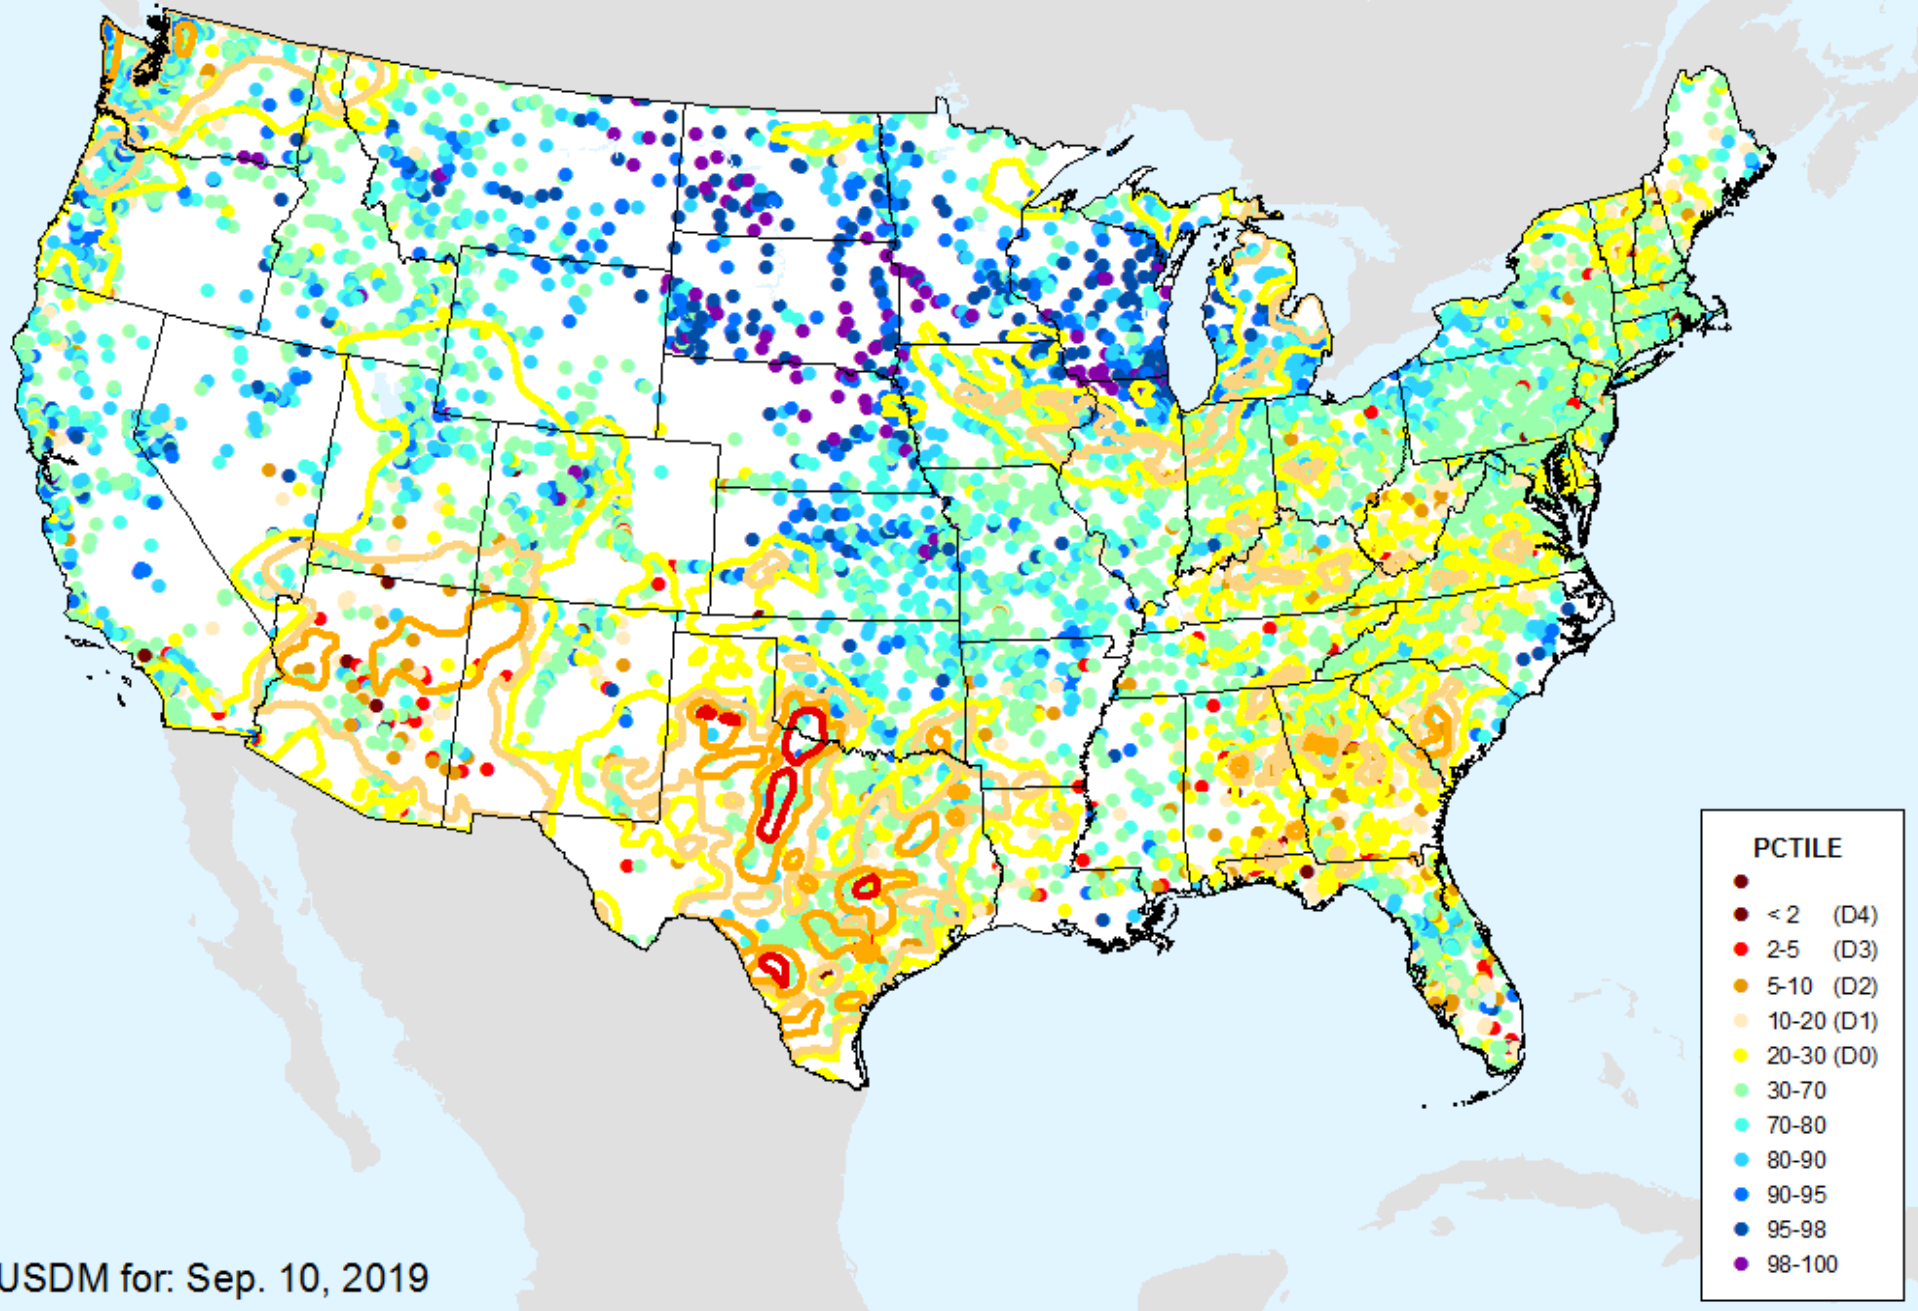 PCTILE
< 2 (D4)
2-5 (D3)
5-10 (D2)
10-20 (D1)
20-30 (D0)
30-70
70-80
80-90
90-95
95-98
98-100
USDM for: Sep. 10, 2019